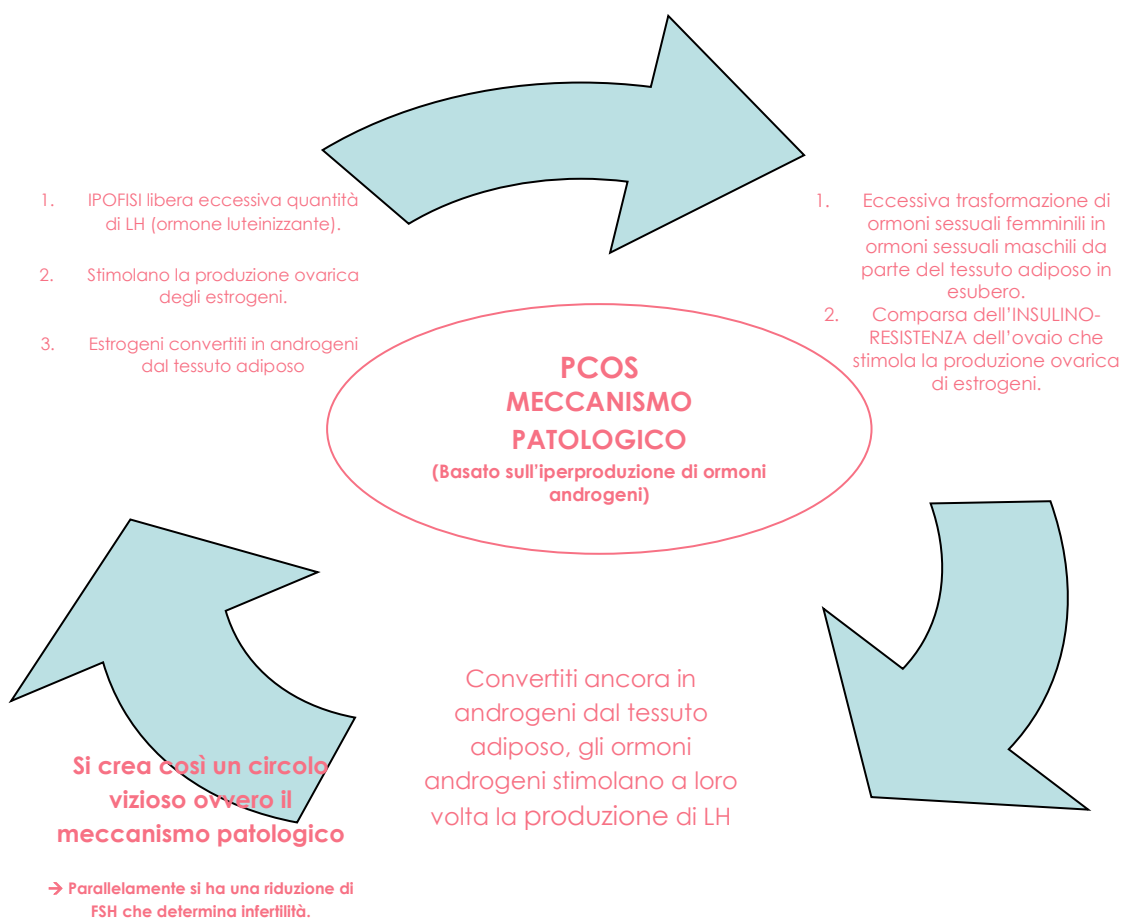 1. IPOFISI libera eccessiva quantità
di LH (ormone luteinizzante).
2. Stimolano la produzione ovarica
degli estrogeni.
3. Estrogeni convertiti in androgeni
dal tessuto adiposo
1. Eccessiva trasformazione di
ormoni sessuali femminili in
ormoni sessuali maschili da
parte del tessuto adiposo in
esubero.
2. Comparsa dell’INSULINO-
RESISTENZA dell’ovaio che
stimola la produzione ovarica
di estrogeni.
PCOS
MECCANISMO
PATOLOGICO
(Basato sull’iperproduzione di ormoni
androgeni)
Convertiti ancora in
androgeni dal tessuto
adiposo, gli ormoni
androgeni stimolano a loro
volta la produzione di LH
Si crea così un circolo
vizioso ovvero il
meccanismo patologico
→ Parallelamente si ha una riduzione di
FSH che determina infertilità.